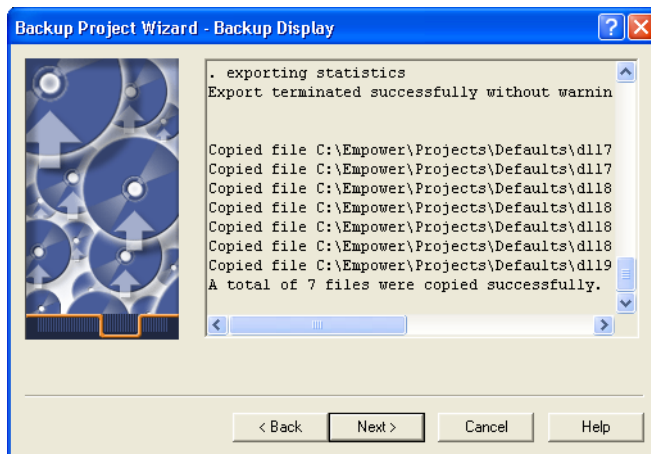 Backup Project Wizard - Backup Display
. exporting statistics
Export terminated successfully without warnin
Copied file C:\Empower\Projects\Defaults\dll7
Copied file C:\Empower\Projects\Defaults\dll7
Copied file C:\Empower\Projects\Defaults\dll8
Copied file C:\Empower\Projects\Defaults\dll8
Copied file C:\Empower\Projects\Defaults\dll8
Copied file C:\Empower\Projects\Defaults\dll8
Copied file C:\Empower\Projects\Defaults\dll9
A total of 7 files were copied successfully.
< Back Next > Cancel Help